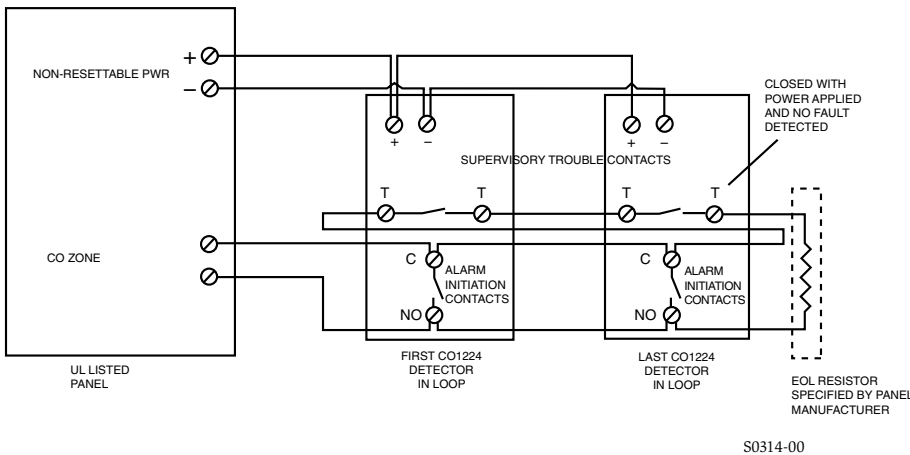 +
NON-RESETTABLE PWR
−
CLOSED WITH
POWER APPLIED
AND NO FAULT
DETECTED
+ −
+ −
SUPERVISORY TROUBLE CONTACTS
T T
T T
CO ZONE
C
ALARM
INITIATION
CONTACTS
NO
C
ALARM
INITIATION
CONTACTS
NO
UL LISTED
PANEL
FIRST CO1224
DETECTOR
IN LOOP
LAST CO1224
DETECTOR
IN LOOP
EOL RESISTOR
SPECIFIED BY PANEL
MANUFACTURER
S0314-00